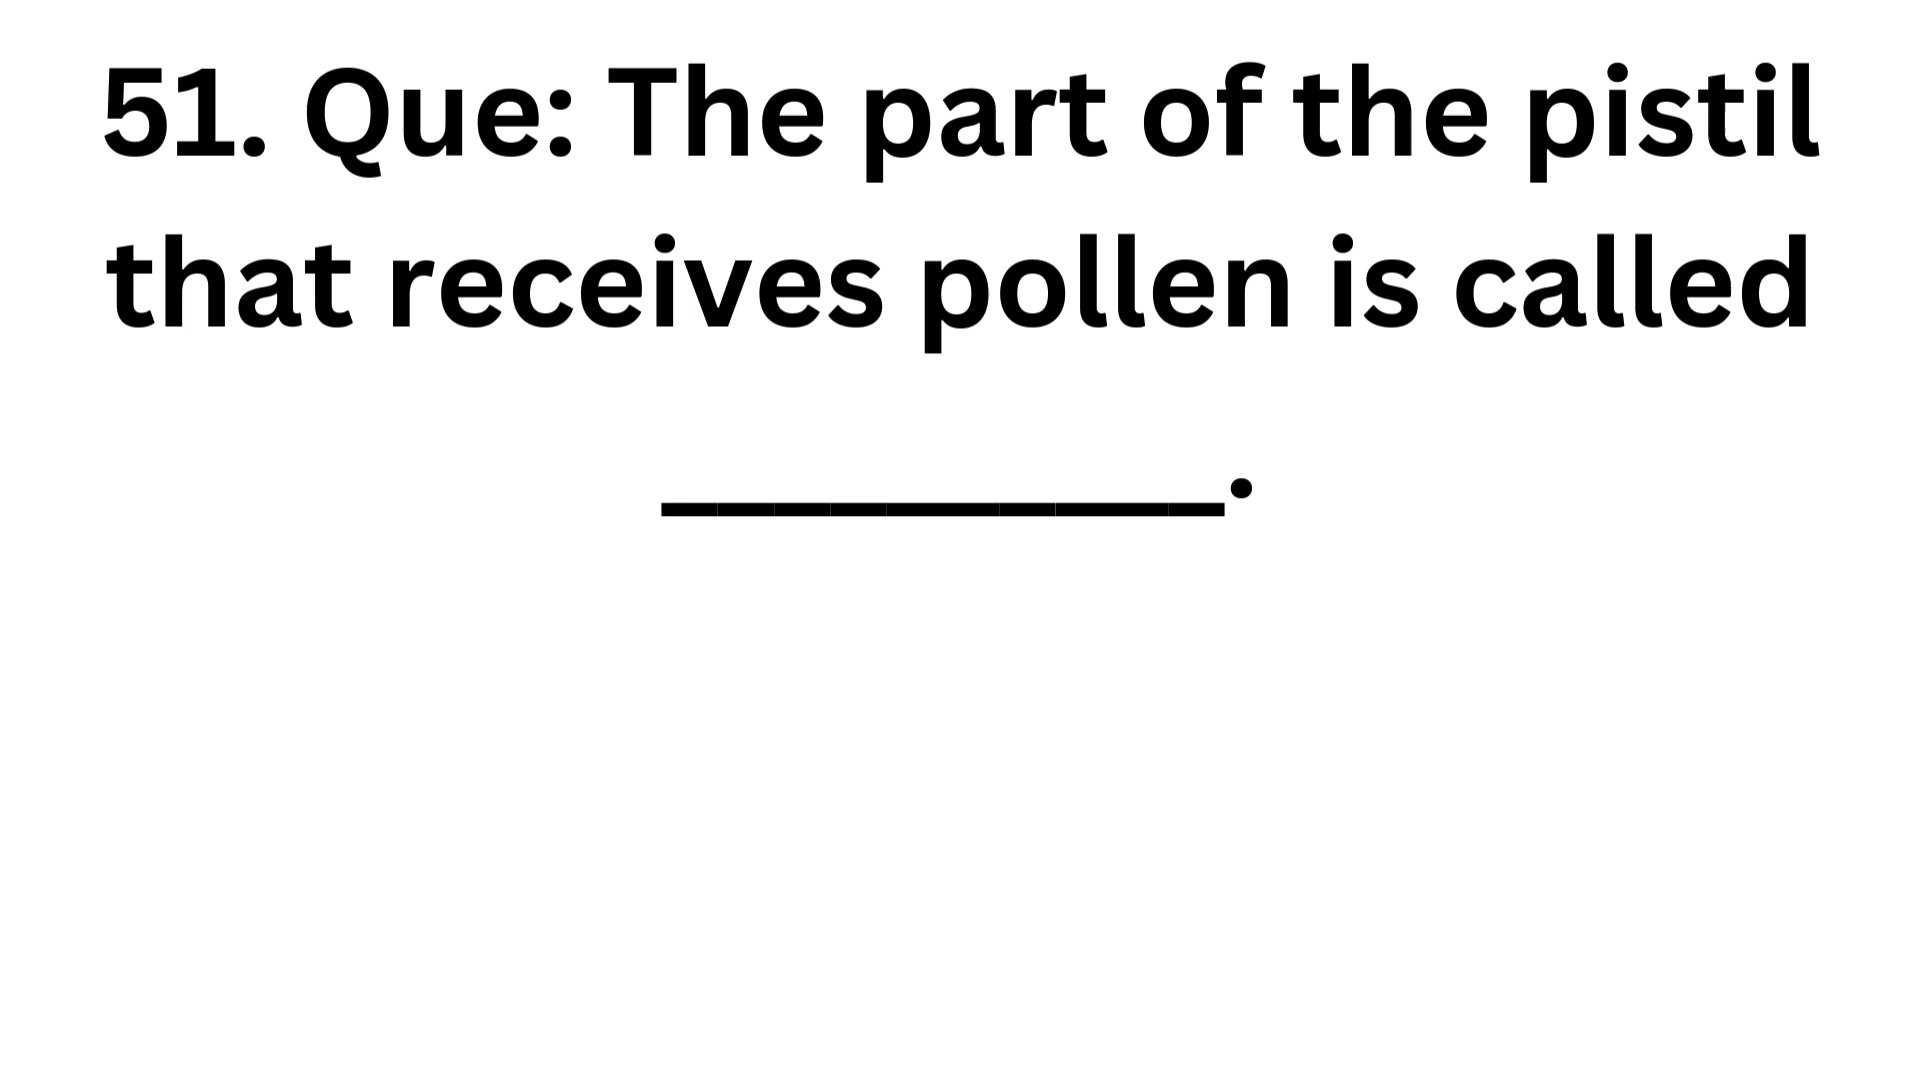 51. Que: The part of the pistil
that receives pollen is called
__________.